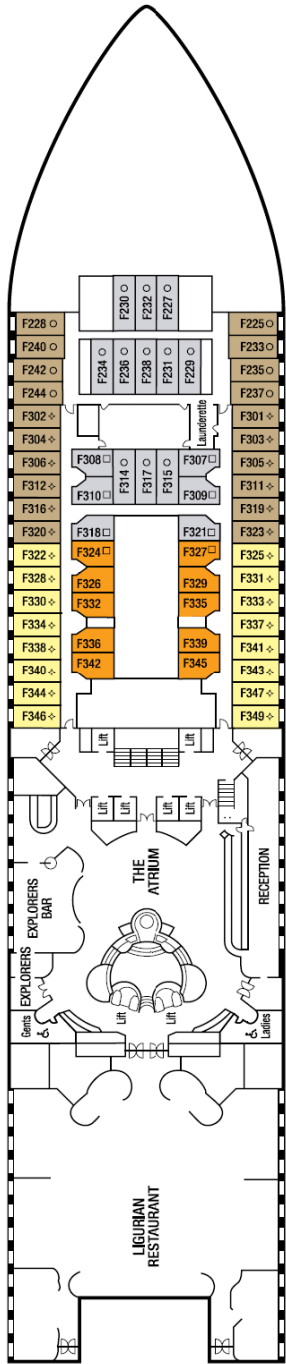 F230
F232
F227
F228
F225
F240
F233
F234
F236
F238
F231
F229
F242
F235
F244
F237
F302
F301
Launderette
F304
F303
F308
F314
F317
F315
F307
F306
F305
F312
F311
F310
F309
F316
F319
F320
F318
F321
F323
F322
F324
F327
F325
F328
F326
F329
F331
F330
F332
F335
F333
F334
F337
F338
F336
F339
F341
F340
F342
F345
F343
F344
F347
F346
F349
Lift
Lift
Lift
Lift
Lift
Lift
THE
ATRIUM
EXPLORERS
BAR
RECEPTION
EXPLORERS
Gents
Lift
Lift
Ladies
LIGURIAN
RESTAURANT